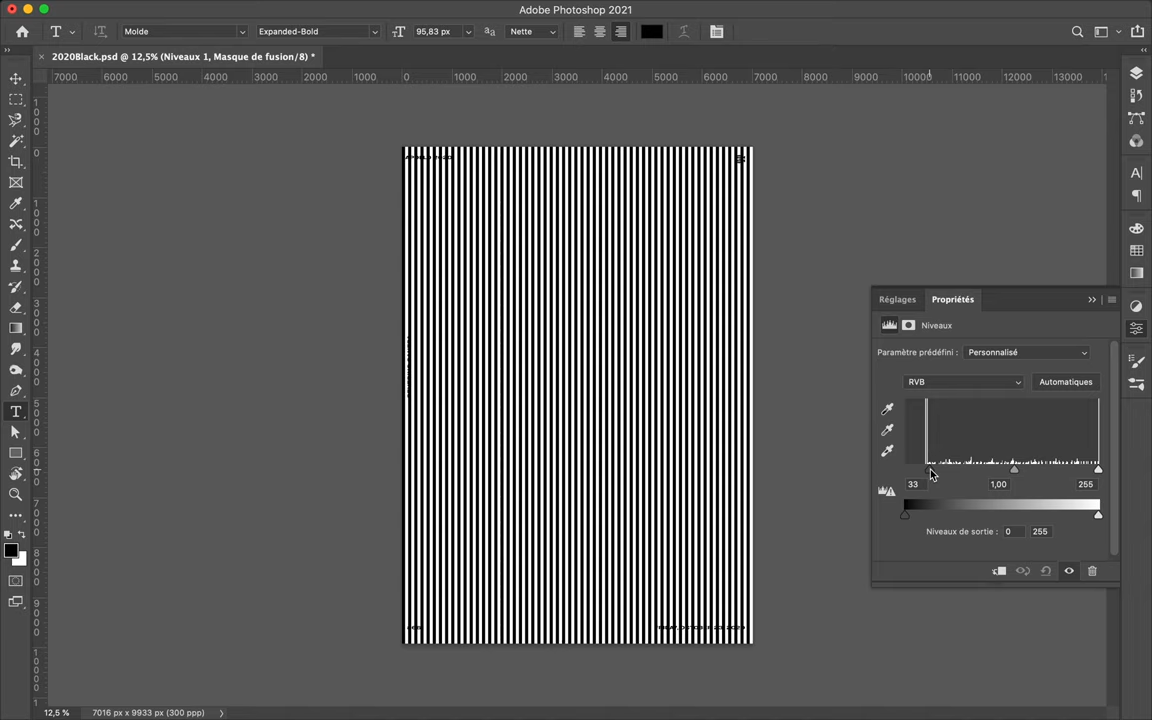 Adobe Photoshop 2021
Molde
Expanded-Bold
95,83 px
Nette
2020Black.psd @ 12,5% (Niveaux 1, Masque de fusion/8) *
7000 6000 5000 4000 3000 2000 1000 0 1000 2000 3000 4000 5000 6000 7000 8000 9000 10000 11000 12000 13000
Réglages
Propriétés
Niveaux
Paramètre prédéfini : Personnalisé
RVB
Automatiques
33
1,00
255
Niveaux de sortie : 0 255
12,5 %
7016 px x 9933 px (300 ppp)